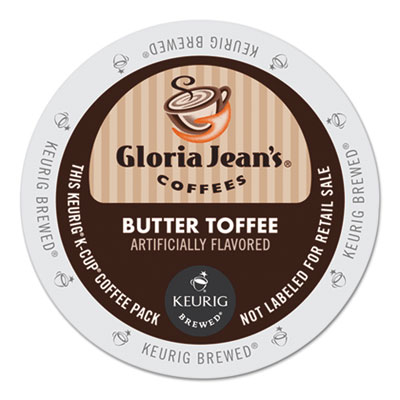 KEURIG BREWED®
KEURIG BREWED®
KEURIG BREWED®
KEURIG BREWED®
Gloria Jean's®
COFFEES
BUTTER TOFFEE
ARTIFICIALLY FLAVORED
THIS KEURIG® K-CUP® COFFEE PACK
NOT LABELED FOR RETAIL SALE
KEURIG
BREWED®